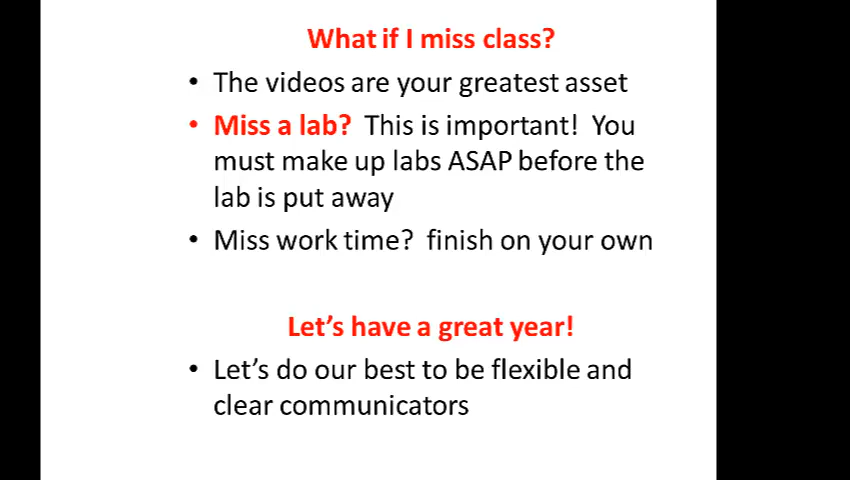 What if I miss class?
• The videos are your greatest asset
• Miss a lab? This is important! You
must make up labs ASAP before the
lab is put away
• Miss work time? finish on your own
Let's have a great year!
• Let's do our best to be flexible and
clear communicators